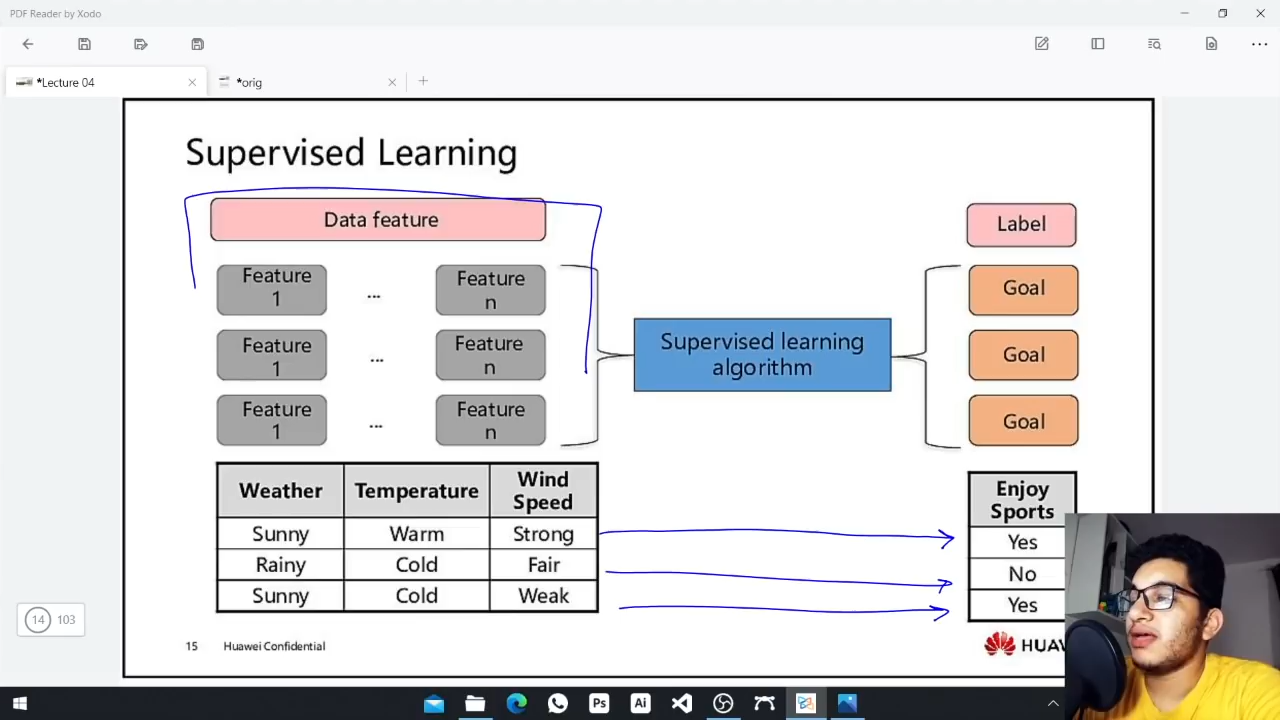 PDF Reader by Xodo
*Lecture 04
*orig
Supervised Learning
Data feature
Label
Feature
1
...
Feature
n
Goal
Feature
1
...
Feature
n
Supervised learning
algorithm
Goal
Feature
1
...
Feature
n
Goal
Weather Temperature Wind Speed
Sunny Warm Strong
Rainy Cold Fair
Sunny Cold Weak
Enjoy
Sports
Yes
No
Yes
14 103
15 Huawei Confidential
HUAW
Ps
Ai